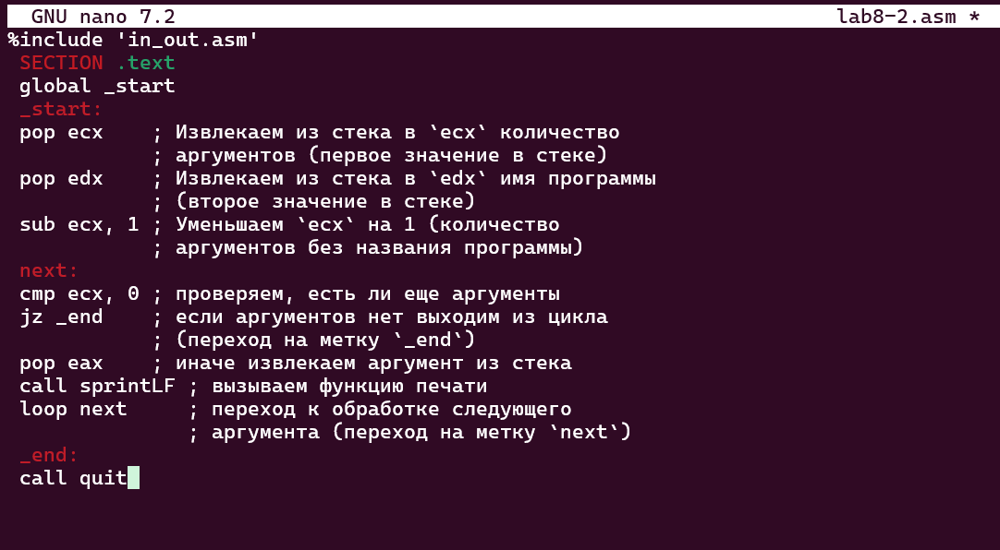 GNU nano 7.2 lab8-2.asm *
%include 'in_out.asm'
SECTION .text
global _start
_start:
pop ecx ; Извлекаем из стека в `ecx` количество
; аргументов (первое значение в стеке)
pop edx ; Извлекаем из стека в `edx` имя программы
; (второе значение в стеке)
sub ecx, 1 ; Уменьшаем `ecx` на 1 (количество
; аргументов без названия программы)
next:
cmp ecx, 0 ; проверяем, есть ли еще аргументы
jz _end ; если аргументов нет выходим из цикла
; (переход на метку `_end`)
pop eax ; иначе извлекаем аргумент из стека
call sprintLF ; вызываем функцию печати
loop next ; переход к обработке следующего
; аргумента (переход на метку `next`)
_end:
call quit